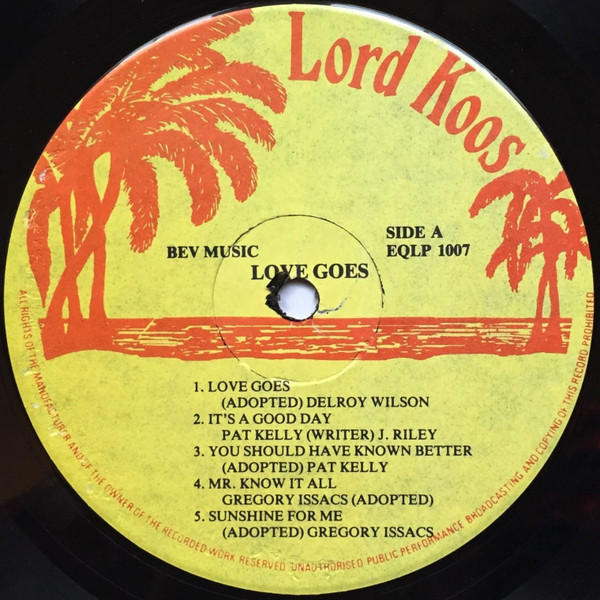 Lord Koos
SIDE A
BEV MUSIC EQLP 1007
LOVE GOES
1. LOVE GOES
(ADOPTED) DELROY WILSON
2. IT'S A GOOD DAY
PAT KELLY (WRITER) J. RILEY
3. YOU SHOULD HAVE KNOWN BETTER
(ADOPTED) PAT KELLY
4. MR. KNOW IT ALL
GREGORY ISSACS (ADOPTED)
5. SUNSHINE FOR ME
(ADOPTED) GREGORY ISSACS
ALL RIGHTS OF THE MANUFACTURER AND OF THE OWNER OF THE RECORDED WORK RESERVED. UNAUTHORISED PUBLIC PERFORMANCE BROADCASTING AND COPYING OF THIS RECORD PROHIBITED